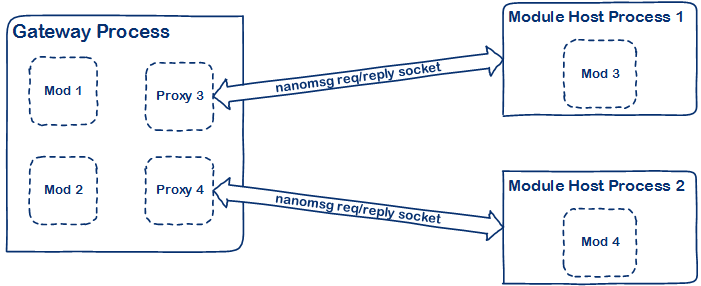 Gateway Process
Mod 1
Proxy 3
Mod 2
Proxy 4
nanomsg req/reply socket
nanomsg req/reply socket
Module Host Process 1
Mod 3
Module Host Process 2
Mod 4